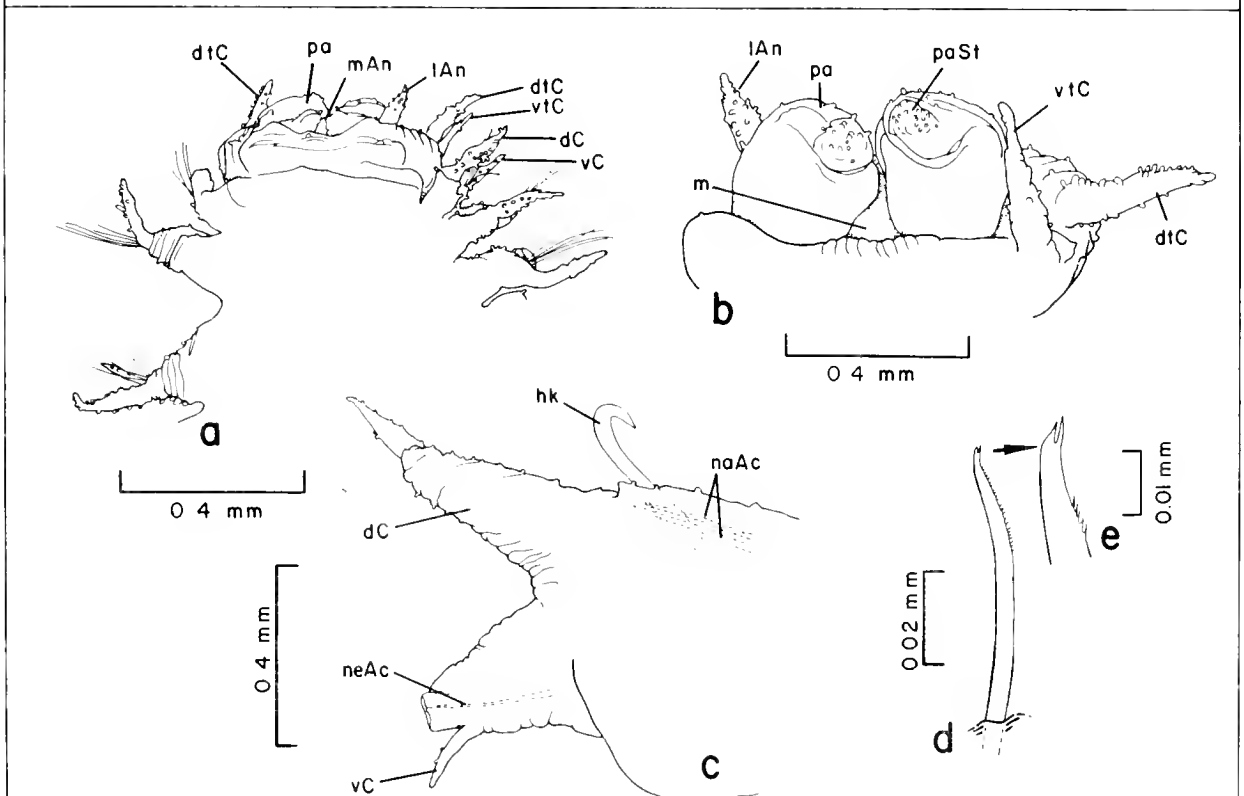 dtC
pa
mAn
lAn
dtC
vtC
dC
vC
a
0 4 mm
lAn
pa
paSt
vtC
m
dtC
b
0 4 mm
hk
naAc
dC
neAc
vC
c
0 4 mm
d
0 02 mm
e
0.01 mm